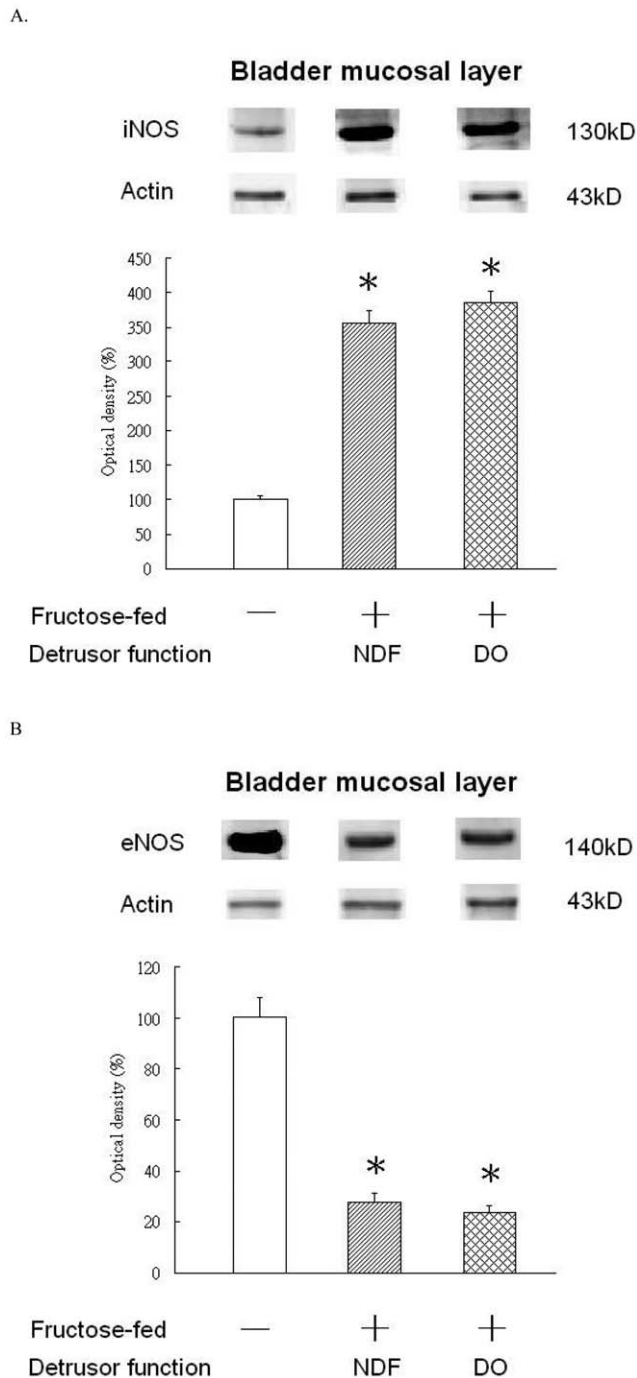 A.
Bladder mucosal layer
iNOS 130kD
Actin 43kD
450
400
350
300
250
200
150
100
50
0
Optical density (%)
* *
Fructose-fed — + +
Detrusor function NDF DO
B
Bladder mucosal layer
eNOS 140kD
Actin 43kD
120
100
80
60
40
20
0
Optical density (%)
* *
Fructose-fed — + +
Detrusor function NDF DO